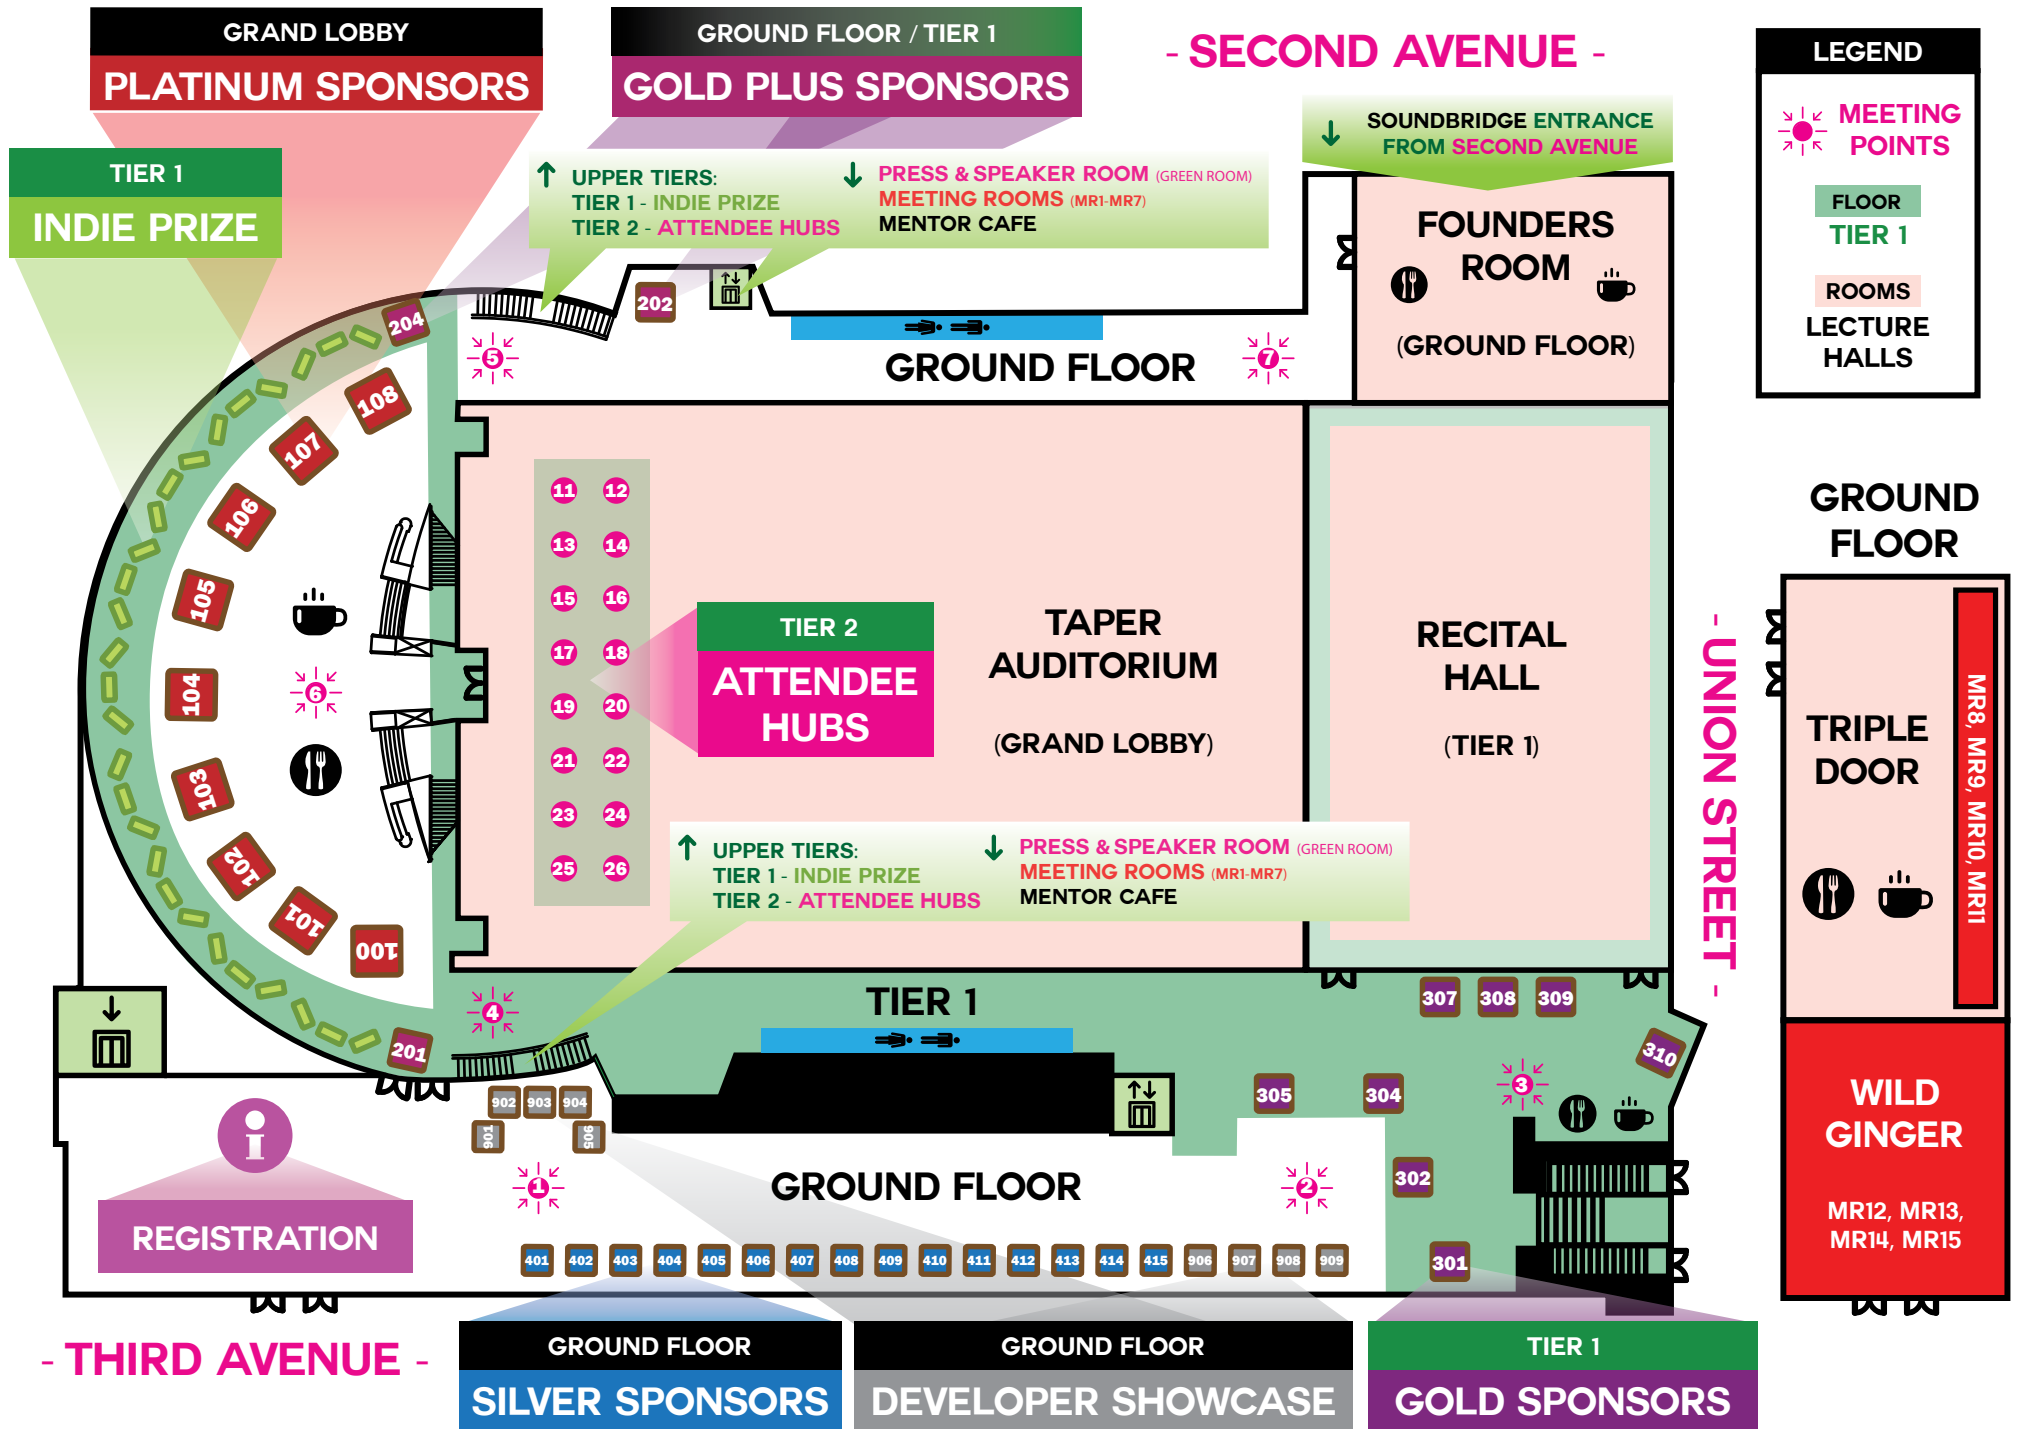 GRAND LOBBY
PLATINUM SPONSORS
GROUND FLOOR / TIER 1
GOLD PLUS SPONSORS
- SECOND AVENUE -
LEGEND
MEETING
POINTS
FLOOR
TIER 1
ROOMS
LECTURE
HALLS
TIER 1
INDIE PRIZE
UPPER TIERS:
TIER 1 - INDIE PRIZE
TIER 2 - ATTENDEE HUBS
PRESS & SPEAKER ROOM (GREEN ROOM)
MEETING ROOMS (MR1-MR7)
MENTOR CAFE
SOUNDBRIDGE ENTRANCE
FROM SECOND AVENUE
FOUNDERS
ROOM
(GROUND FLOOR)
204
202
5
7
GROUND FLOOR
108
107
106
105
104
103
102
101
100
6
11 12
13 14
15 16
17 18
19 20
21 22
23 24
25 26
TIER 2
ATTENDEE
HUBS
TAPER
AUDITORIUM
(GRAND LOBBY)
RECITAL
HALL
(TIER 1)
- UNION STREET -
GROUND
FLOOR
TRIPLE
DOOR
MR8, MR9, MR10, MR11
WILD
GINGER
MR12, MR13,
MR14, MR15
UPPER TIERS:
TIER 1 - INDIE PRIZE
TIER 2 - ATTENDEE HUBS
PRESS & SPEAKER ROOM (GREEN ROOM)
MEETING ROOMS (MR1-MR7)
MENTOR CAFE
4
TIER 1
201
307 308 309
310
3
305 304
302
301
902 903 904
901 905
i
REGISTRATION
1
GROUND FLOOR
2
401 402 403 404 405 406 407 408 409 410 411 412 413 414 415 906 907 908 909
- THIRD AVENUE -
GROUND FLOOR
SILVER SPONSORS
GROUND FLOOR
DEVELOPER SHOWCASE
TIER 1
GOLD SPONSORS